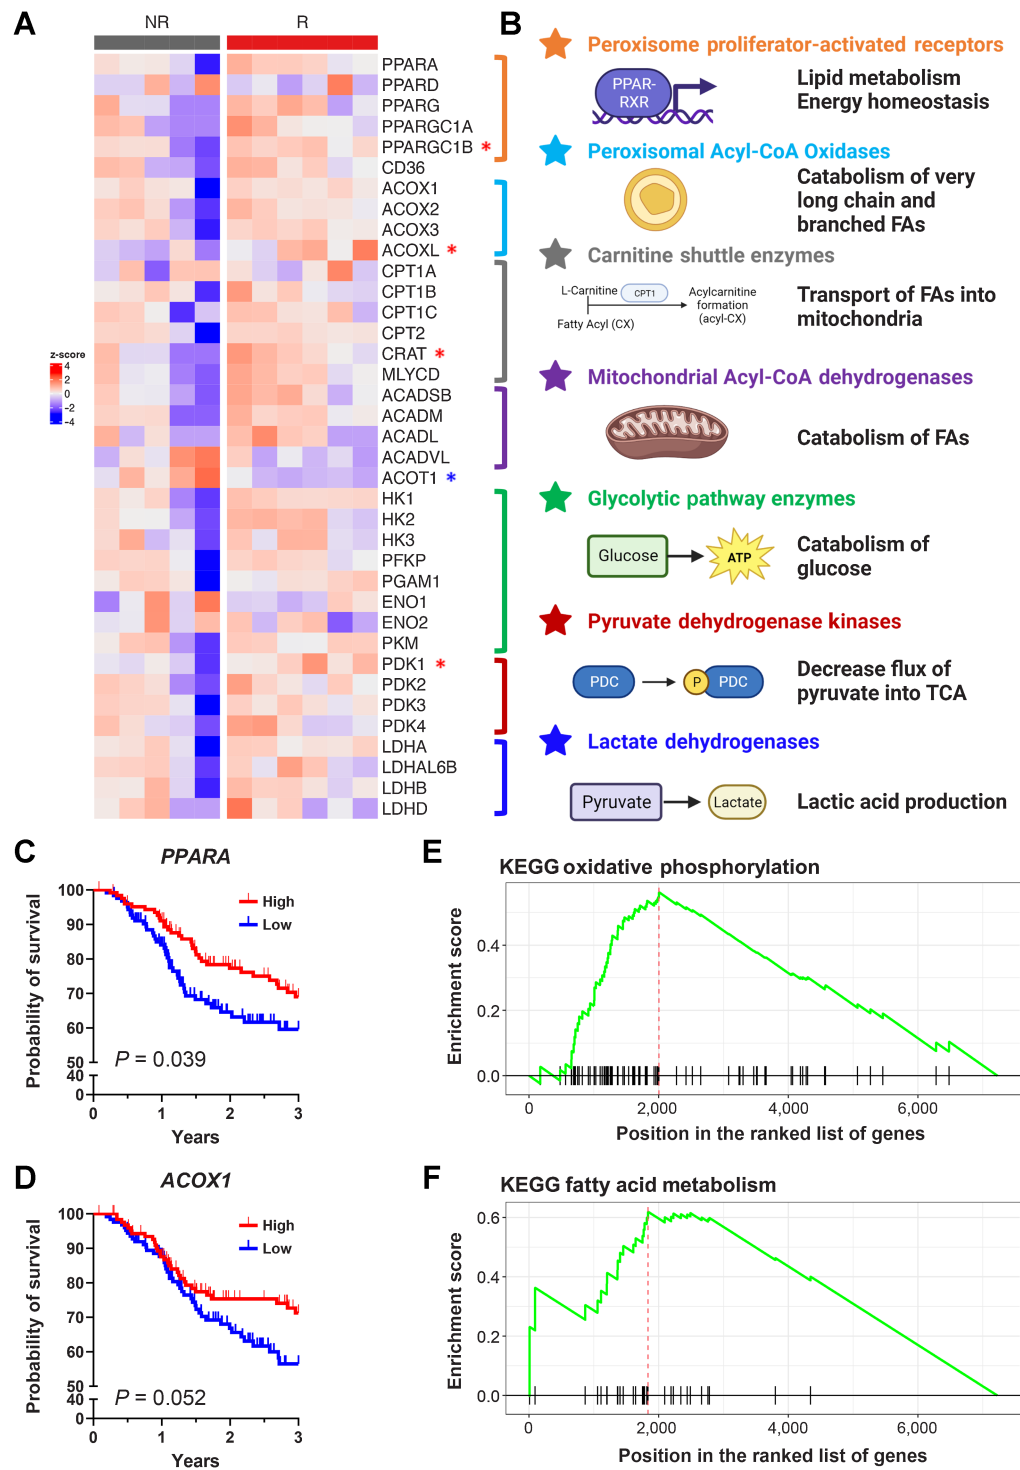 A
NR
R
PPARA
PPARD
PPARG
PPARGC1A
PPARGC1B *
CD36
ACOX1
ACOX2
ACOX3
ACOXL *
CPT1A
CPT1B
CPT1C
CPT2
CRAT *
MLYCD
ACADSB
ACADM
ACADL
ACADVL
ACOT1 *
HK1
HK2
HK3
PFKP
PGAM1
ENO1
ENO2
PKM
PDK1 *
PDK2
PDK3
PDK4
LDHA
LDHAL6B
LDHB
LDHD
z-score
4
2
0
−2
−4
B
Peroxisome proliferator-activated receptors
PPAR-
RXR
Lipid metabolism
Energy homeostasis
Peroxisomal Acyl-CoA Oxidases
Catabolism of very
long chain and
branched FAs
Carnitine shuttle enzymes
L-Carnitine
CPT1
Acylcarnitine
formation
(acyl-CX)
Fatty Acyl (CX)
Transport of FAs into
mitochondria
Mitochondrial Acyl-CoA dehydrogenases
Catabolism of FAs
Glycolytic pathway enzymes
Glucose
ATP
Catabolism of
glucose
Pyruvate dehydrogenase kinases
PDC
P
PDC
Decrease flux of
pyruvate into TCA
Lactate dehydrogenases
Pyruvate
Lactate
Lactic acid production
C
PPARA
Probability of survival
100
90
80
70
60
50
40
0
High
Low
P = 0.039
0
1
2
3
Years
D
ACOX1
Probability of survival
100
90
80
70
60
50
40
0
High
Low
P = 0.052
0
1
2
3
Years
E
KEGG oxidative phosphorylation
Enrichment score
0.4
0.2
0.0
0
2,000
4,000
6,000
Position in the ranked list of genes
F
KEGG fatty acid metabolism
Enrichment score
0.6
0.4
0.2
0.0
0
2,000
4,000
6,000
Position in the ranked list of genes